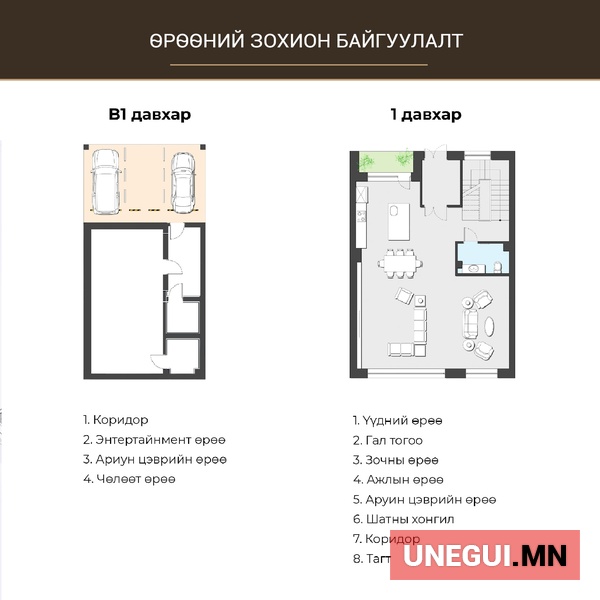 ӨРӨӨНИЙ ЗОХИОН БАЙГУУЛАЛТ
B1 давхар
1. Коридор
2. Энтертайнмент өрөө
3. Ариун цэврийн өрөө
4. Чөлөөт өрөө
1 давхар
1. Үүдний өрөө
2. Гал тогоо
3. Зочны өрөө
4. Ажлын өрөө
5. Аруин цэврийн өрөө
6. Шатны хонгил
7. Коридор
8. Тагт
UNEGUI.MN